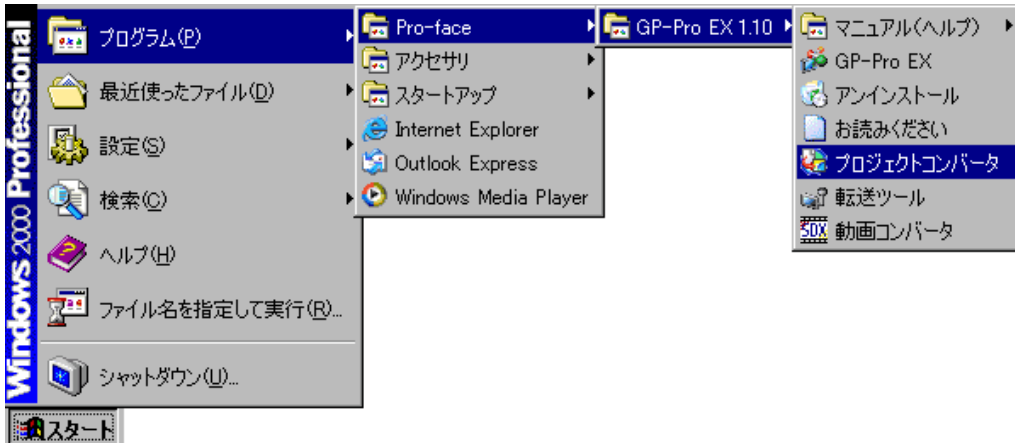 Windows 2000 Professional
プログラム(P)
最近使ったファイル(D)
設定(S)
検索(C)
ヘルプ(H)
ファイル名を指定して実行(R)...
シャットダウン(U)...
スタート
Pro-face
アクセサリ
スタートアップ
Internet Explorer
Outlook Express
Windows Media Player
GP-Pro EX 1.10
マニュアル(ヘルプ)
GP-Pro EX
アンインストール
お読みください
プロジェクトコンバータ
転送ツール
SDX 動画コンバータ